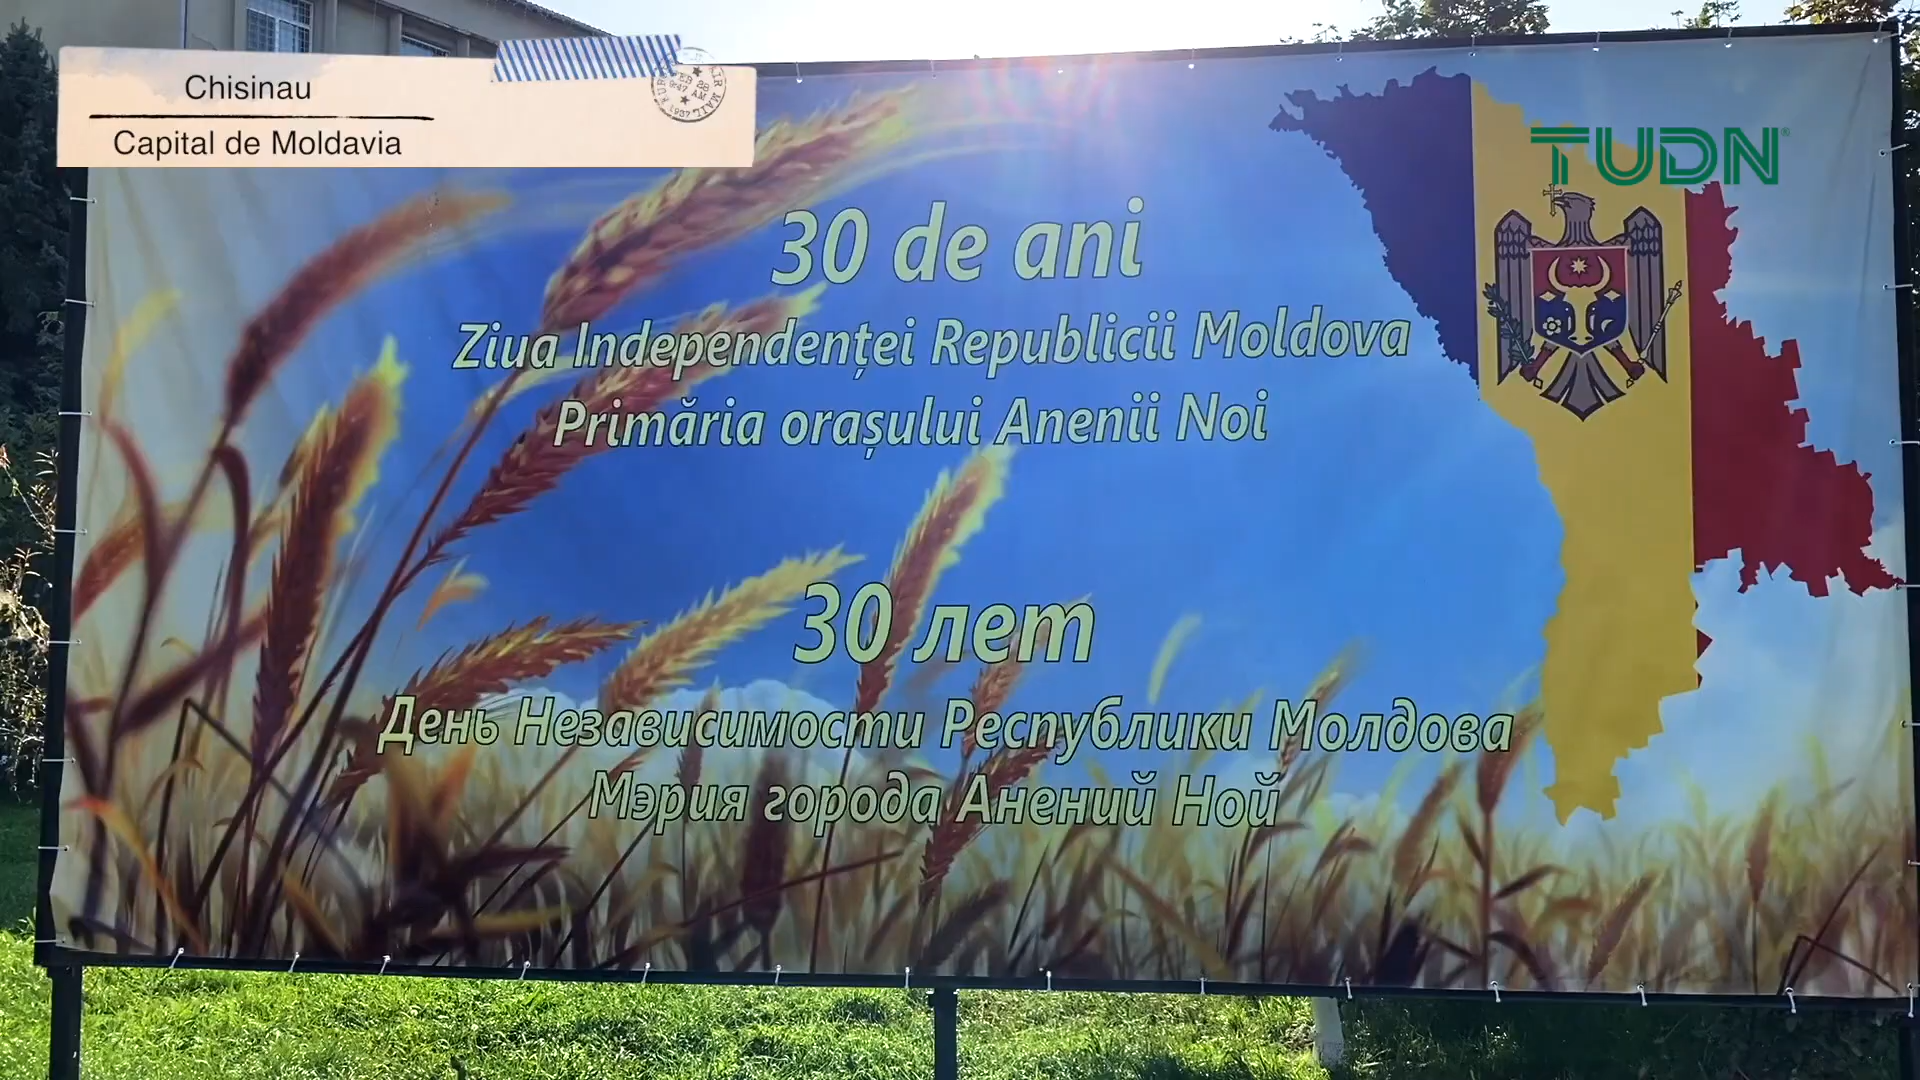 Chisinau
Capital de Moldavia
TUDN
30 de ani
Ziua Independenței Republicii Moldova
Primăria orașului Anenii Noi
30 лет
День Независимости Республики Молдова
Мэрия города Анений Ной